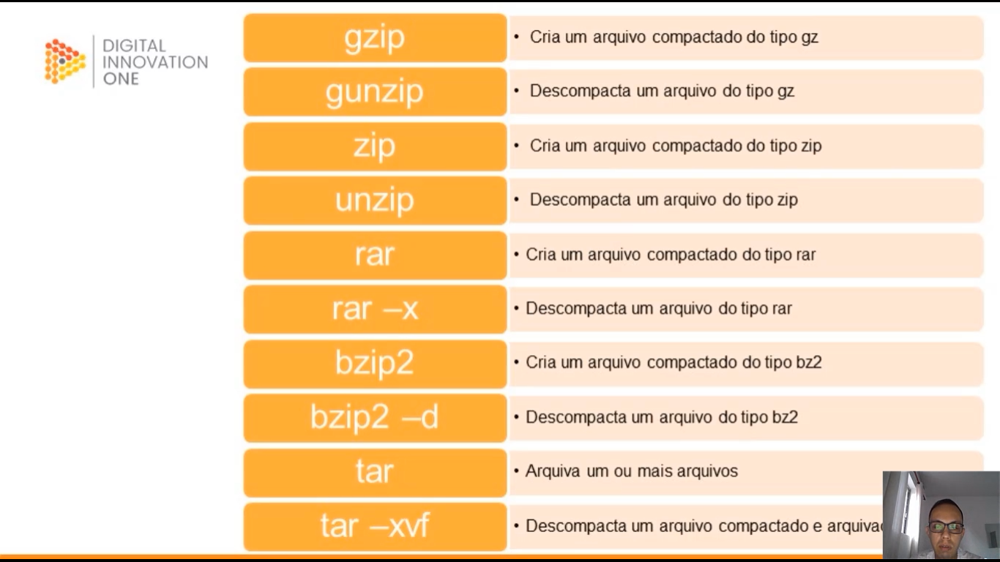 DIGITAL
INNOVATION
ONE
gzip
• Cria um arquivo compactado do tipo gz
gunzip
• Descompacta um arquivo do tipo gz
zip
• Cria um arquivo compactado do tipo zip
unzip
• Descompacta um arquivo do tipo zip
rar
• Cria um arquivo compactado do tipo rar
rar –x
• Descompacta um arquivo do tipo rar
bzip2
• Cria um arquivo compactado do tipo bz2
bzip2 –d
• Descompacta um arquivo do tipo bz2
tar
• Arquiva um ou mais arquivos
tar –xvf
• Descompacta um arquivo compactado e